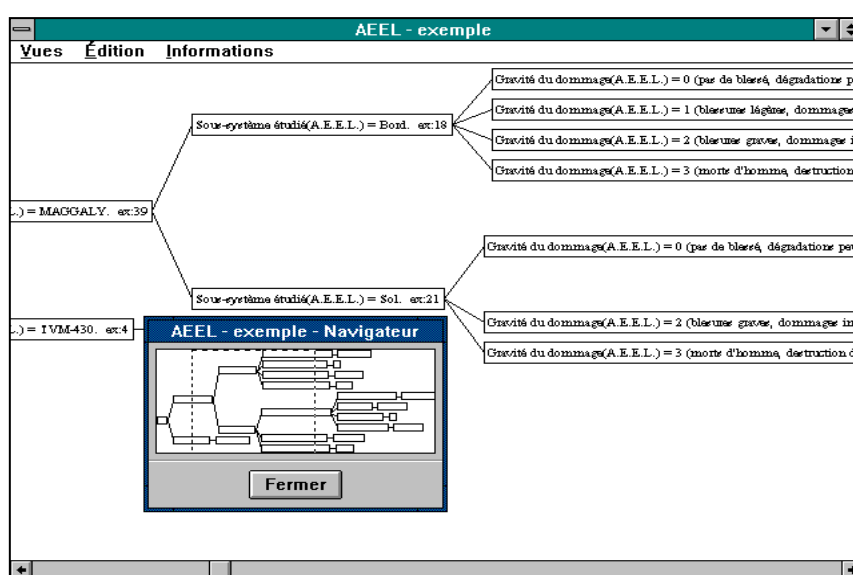 AEEL - exemple
Vues Édition Informations
Gravité du dommage(A.E.E.L.) = 0 (pas de blessé, dégradations p
Gravité du dommage(A.E.E.L.) = 1 (blessures légères, dommages
Sous-système étudié(A.E.E.L.) = Bord. ex:18
Gravité du dommage(A.E.E.L.) = 2 (blessures graves, dommages i
Gravité du dommage(A.E.E.L.) = 3 (morts d'homme, destruction
L.) = MAGGALY. ex:39
Gravité du dommage(A.E.E.L.) = 0 (pas de blessé, dégradations peu
Sous-système étudié(A.E.E.L.) = Sol. ex:21
Gravité du dommage(A.E.E.L.) = 2 (blessures graves, dommages im
L.) = TVM-430. ex:4
AEEL - exemple - Navigateur
Gravité du dommage(A.E.E.L.) = 3 (morts d'homme, destruction d
Fermer